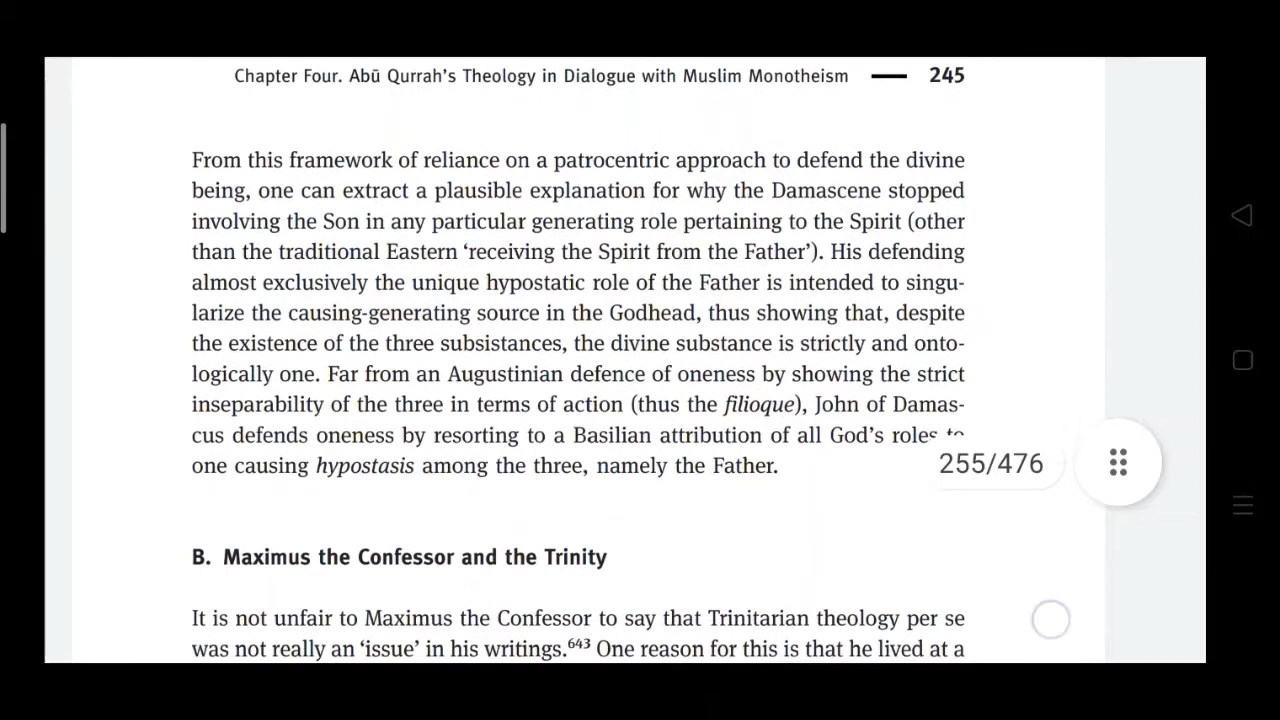 Chapter Four. Abū Qurrah's Theology in Dialogue with Muslim Monotheism — 245
From this framework of reliance on a patrocentric approach to defend the divine
being, one can extract a plausible explanation for why the Damascene stopped
involving the Son in any particular generating role pertaining to the Spirit (other
than the traditional Eastern ‘receiving the Spirit from the Father’). His defending
almost exclusively the unique hypostatic role of the Father is intended to singu-
larize the causing-generating source in the Godhead, thus showing that, despite
the existence of the three subsistances, the divine substance is strictly and onto-
logically one. Far from an Augustinian defence of oneness by showing the strict
inseparability of the three in terms of action (thus the filioque), John of Damas-
cus defends oneness by resorting to a Basilian attribution of all God’s roles
one causing hypostasis among the three, namely the Father.
255/476
B. Maximus the Confessor and the Trinity
It is not unfair to Maximus the Confessor to say that Trinitarian theology per se
was not really an ‘issue’ in his writings.⁶⁴³ One reason for this is that he lived at a